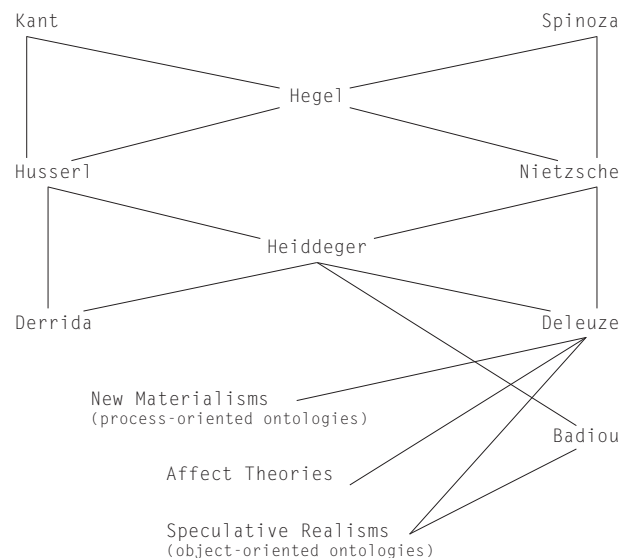 Kant
Spinoza
Hegel
Husserl
Nietzsche
Heiddeger
Derrida
Deleuze
New Materialisms
(process-oriented ontologies)
Badiou
Affect Theories
Speculative Realisms
(object-oriented ontologies)